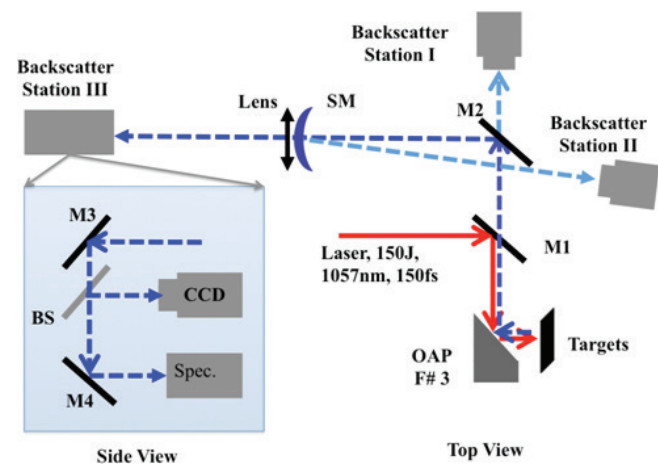 Backscatter
Station I
Backscatter
Station III
Lens
SM
M2
Backscatter
Station II
M3
M1
Laser, 150J,
1057nm, 150fs
BS
CCD
OAP
F# 3
Targets
Spec.
M4
Side View
Top View